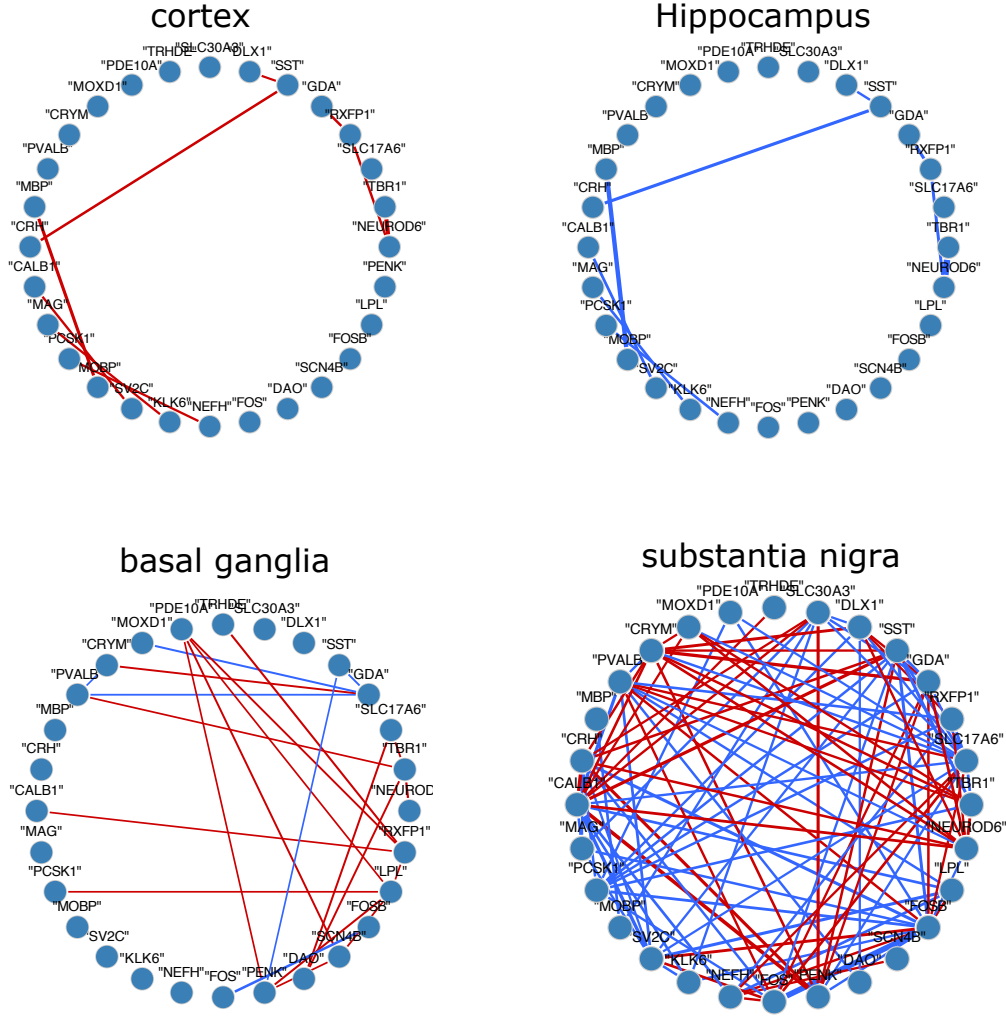 cortex
"SLC30A3"
"TRHDE"
"DLX1"
"PDE10A"
"SST"
"MOXD1"
"GDA"
"CRYM"
"RXFP1"
"PVALB"
"SLC17A6"
"MBP"
"TBR1"
"CRH"
"NEUROD6"
"CALB1"
"PENK"
"MAG"
"LPL"
"PCSK1"
"FOSB"
"MOBP"
"SCN4B"
"SV2C"
"DAO"
"KLK6"
"NEFH"
"FOS"
Hippocampus
"TRHDE"
"PDE10A"
"SLC30A3"
"MOXD1"
"DLX1"
"CRYM"
"SST"
"PVALB"
"GDA"
"MBP"
"RXFP1"
"CRH"
"SLC17A6"
"CALB1"
"TBR1"
"MAG"
"NEUROD6"
"PCSK1"
"LPL"
"MOBP"
"FOSB"
"SV2C"
"SCN4B"
"KLK6"
"DAO"
"NEFH"
"FOS"
"PENK"
basal ganglia
"TRHDE"
"PDE10A"
"SLC30A3"
"MOXD1"
"DLX1"
"CRYM"
"SST"
"PVALB
"GDA"
"MBP"
"SLC17A6"
"CRH"
"TBR1"
"CALB1"
"NEUROD
"MAG"
"RXFP1"
"PCSK1"
"LPL"
"MOBP"
"FOSB"
"SV2C"
"SCN4B"
"KLK6"
"DAO"
"NEFH"
"FOS"
"PENK"
substantia nigra
"TRHDE"
"PDE10A"
"SLC30A3"
"MOXD1"
"DLX1"
"CRYM"
"SST"
"PVALB"
"GDA"
"MBP"
"RXFP1"
"CRH"
"SLC17A6"
"CALB1"
"TBR1"
"MAG"
"NEUROD6"
"PCSK1"
"LPL"
"MOBP"
"FOSB"
"SV2C"
"SCN4B"
"KLK6"
"DAO"
"NEFH"
"FOS"
"PENK"